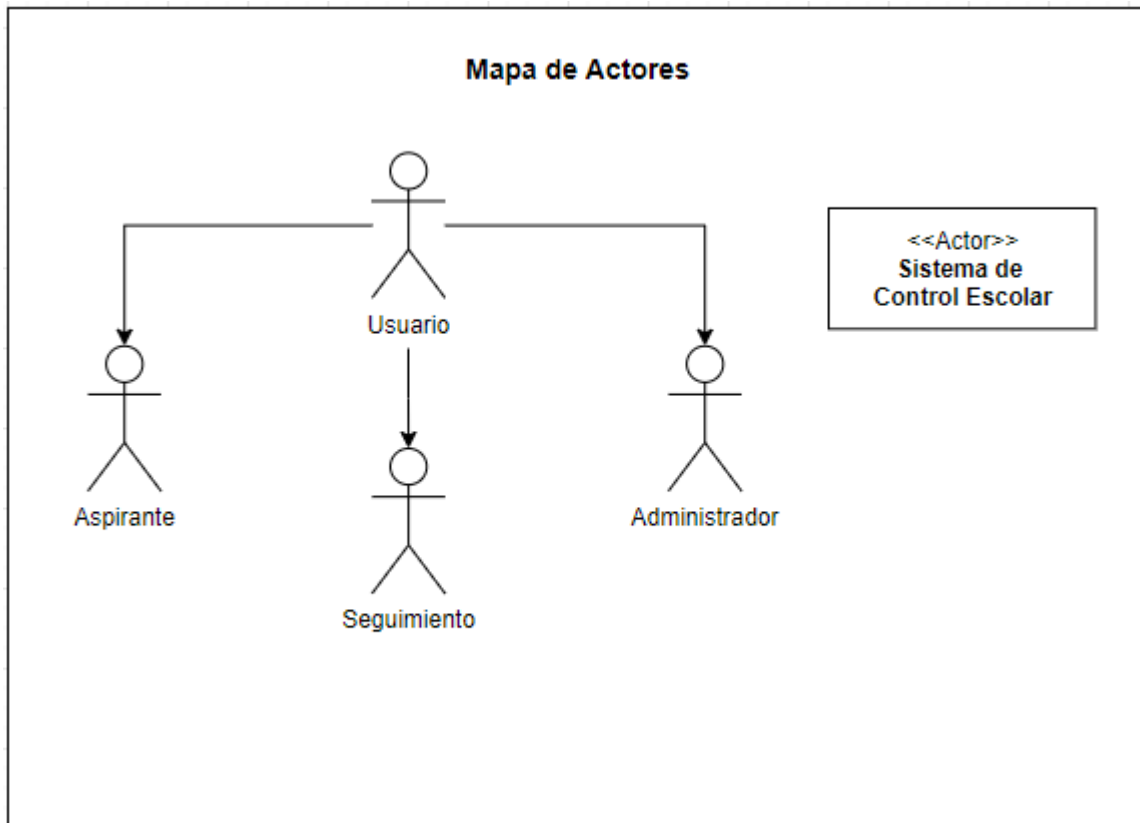 Mapa de Actores
<<Actor>>
Sistema de
Control Escolar
Usuario
Aspirante
Administrador
Seguimiento